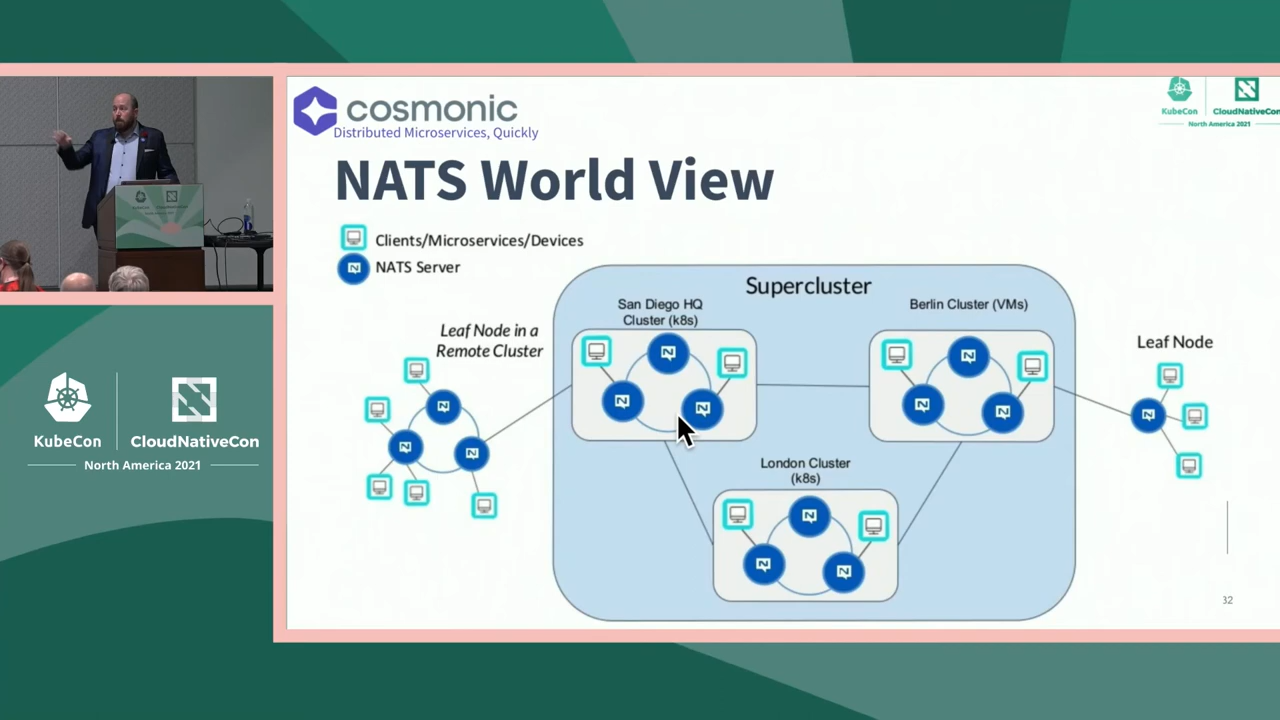 cosmonic
Distributed Microservices, Quickly
KubeCon
CloudNativeCon
North America 2021
NATS World View
Clients/Microservices/Devices
NATS Server
Supercluster
San Diego HQ
Cluster (k8s)
Berlin Cluster (VMs)
Leaf Node in a
Remote Cluster
Leaf Node
London Cluster
(k8s)
32
KubeCon
CloudNativeCon
North America 2021